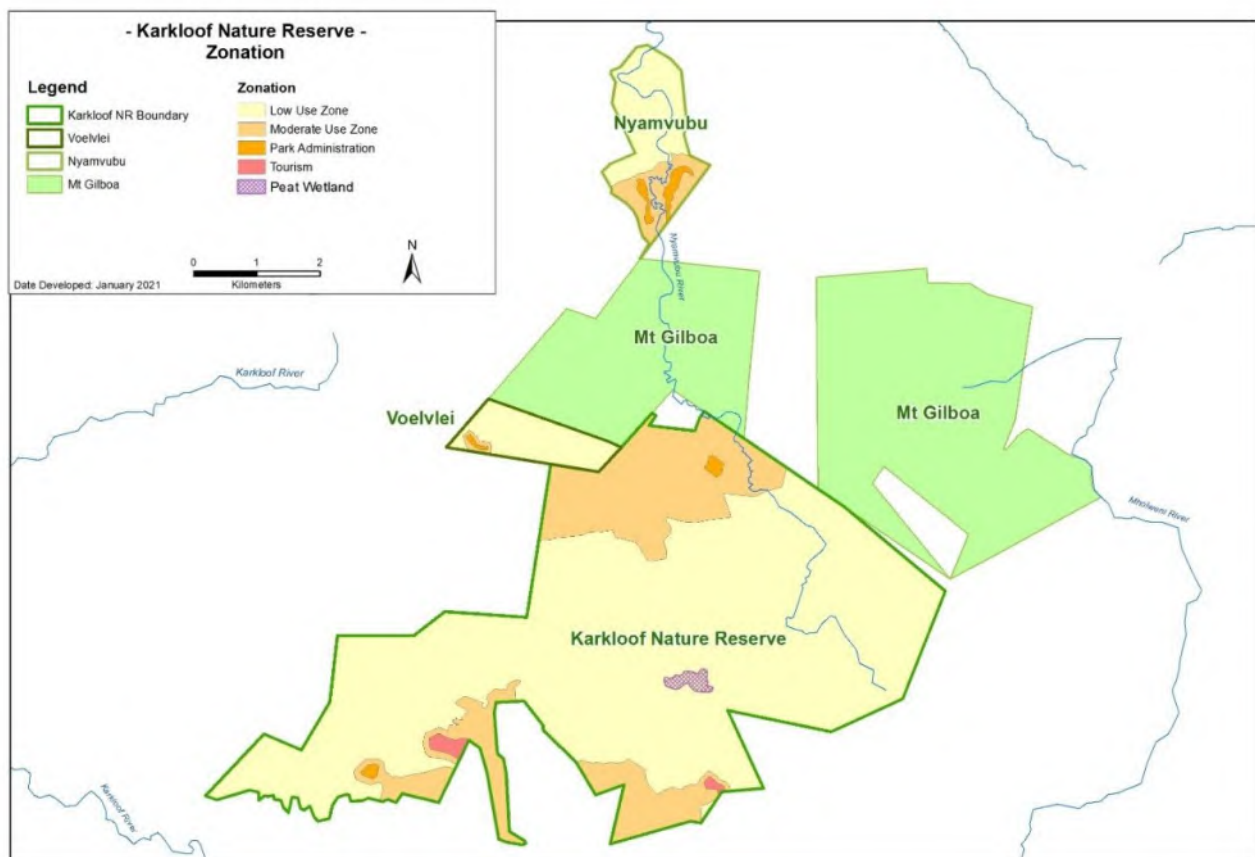 - Karkloof Nature Reserve -
Zonation
Legend
Karkloof NR Boundary
Voelvlei
Nyamvubu
Mt Gilboa
Zonation
Low Use Zone
Moderate Use Zone
Park Administration
Tourism
Peat Wetland
N
0 1 2
Kilometers
Date Developed: January 2021
Nyamvubu
Nyamvubu River
Mt Gilboa
Mt Gilboa
Karkloof River
Voelvlei
Mholweni River
Karkloof Nature Reserve
Karkloof River